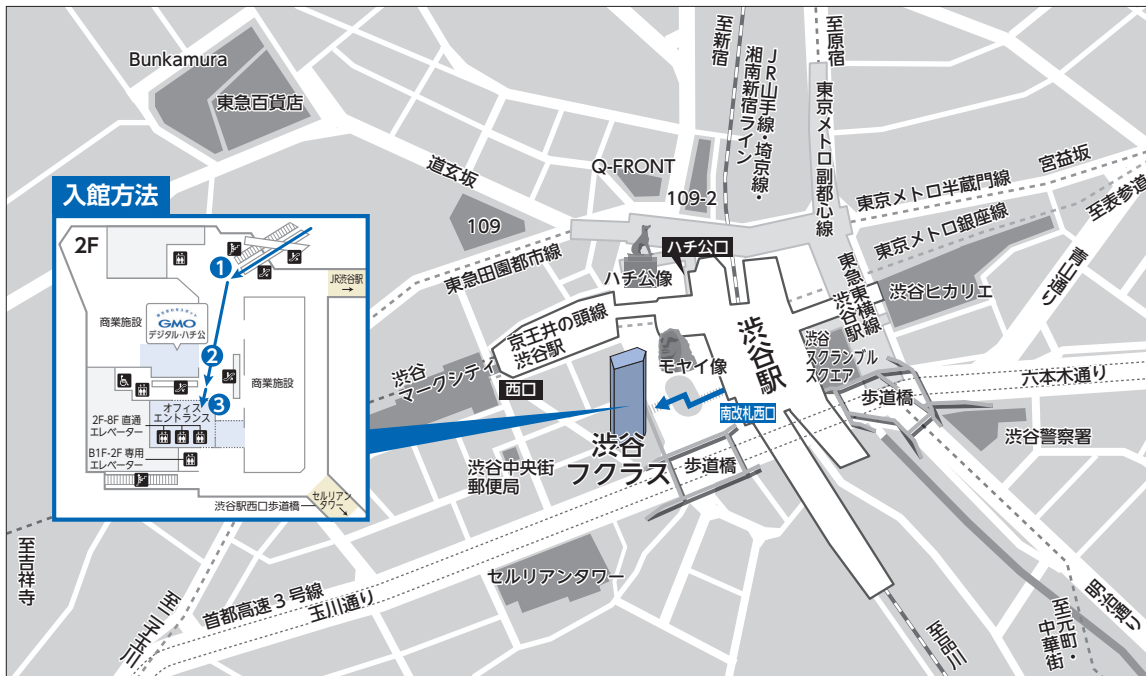 Bunkamura
東急百貨店
道玄坂
Q-FRONT
109-2
109
至新宿
JR山手線・埼京線・
湘南新宿ライン
至原宿
東京メトロ副都心線
宮益坂
東京メトロ半蔵門線
至表参道
東京メトロ銀座線
青山通り
東急田園都市線
ハチ公像
ハチ公口
東急東横線
渋谷駅
渋谷ヒカリエ
京王井の頭線
渋谷駅
渋谷駅
モヤイ像
渋谷
スクランブル
スクエア
渋谷
マークシティ
西口
南改札西口
六本木通り
歩道橋
渋谷警察署
渋谷
フクラス
歩道橋
渋谷中央街
郵便局
セルリアンタワー
首都高速3号線
玉川通り
至吉祥寺
至二子玉川
至品川
至元町・
中華街
明治通り
入館方法
2F
1
JR渋谷駅
商業施設
GMO
デジタル・ハチ公
2
商業施設
3
オフィス
エントランス
2F-8F 直通
エレベーター
B1F-2F 専用
エレベーター
渋谷駅西口歩道橋
セルリアン
タワー